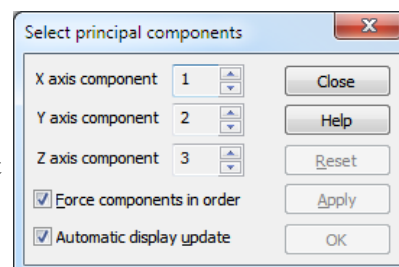 Select principal components
X axis component 1 Close
Y axis component 2 Help
Z axis component 3 Reset
Force components in order Apply
Automatic display update OK